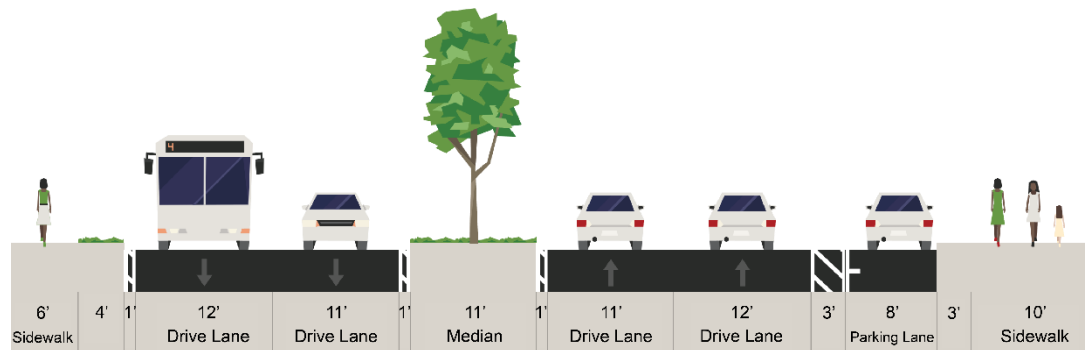 4
6' 4' 1' 12' 11' 1' 11' 1' 11' 12' 3' 8' 3' 10'
Sidewalk Drive Lane Drive Lane Median Drive Lane Drive Lane Parking Lane Sidewalk